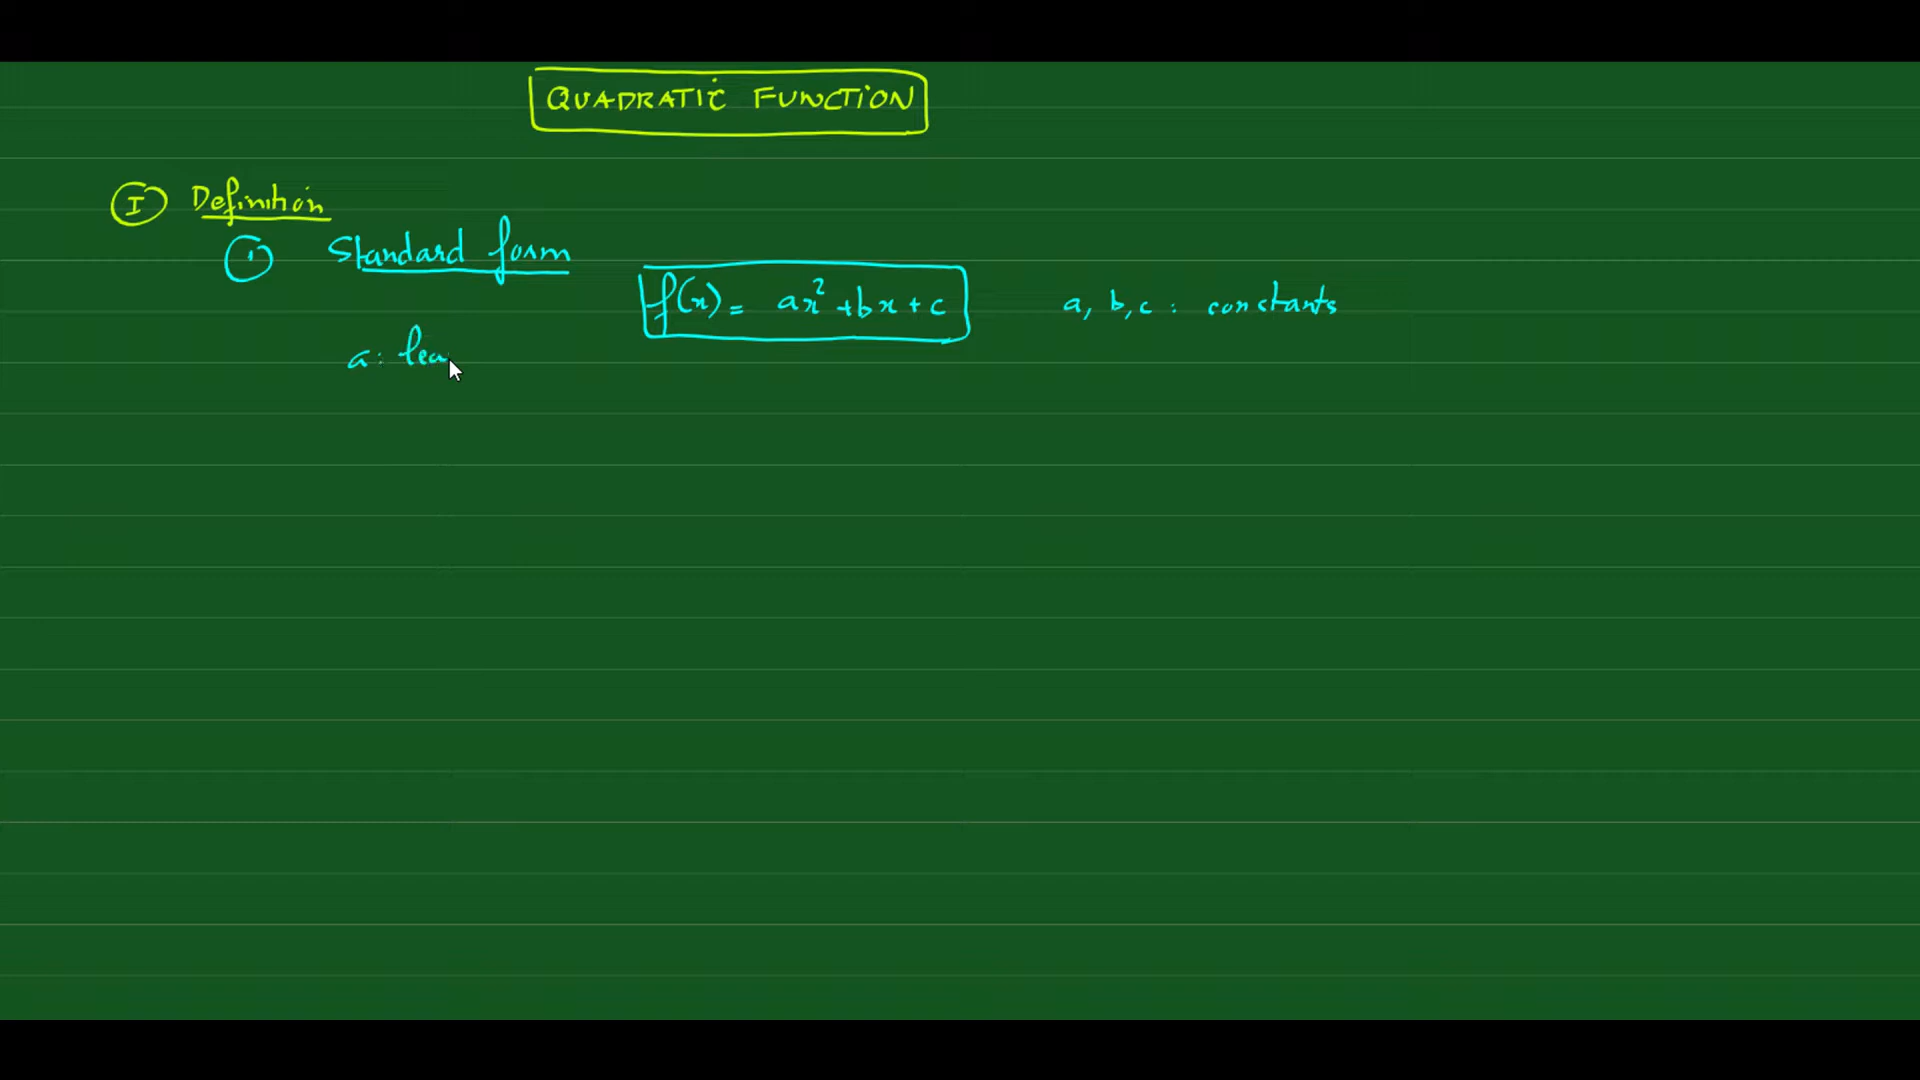 QUADRATIC FUNCTION
I Definition
1 Standard form
f(x) = ax² + bx + c a, b, c : constants
a : lea